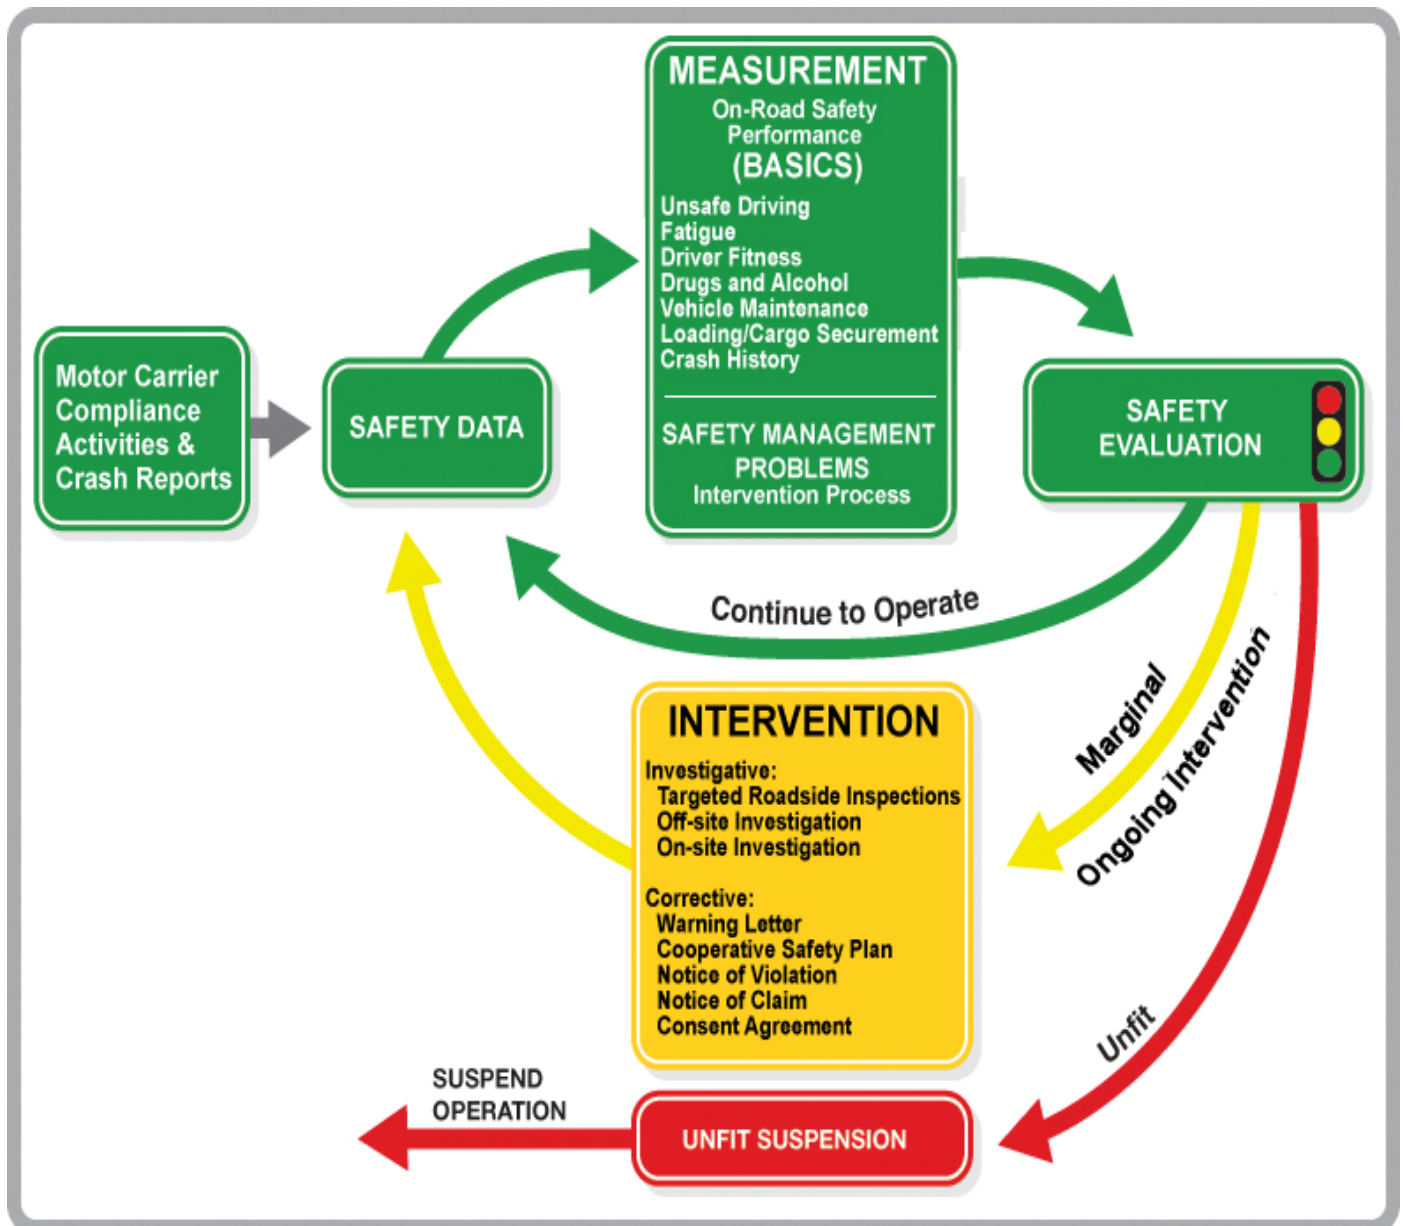 MEASUREMENT
On-Road Safety
Performance
(BASICS)
Unsafe Driving
Fatigue
Driver Fitness
Drugs and Alcohol
Vehicle Maintenance
Loading/Cargo Securement
Crash History
SAFETY MANAGEMENT
PROBLEMS
Intervention Process
Motor Carrier
Compliance
Activities &
Crash Reports
SAFETY DATA
SAFETY
EVALUATION
Continue to Operate
Marginal
Ongoing Intervention
Unfit
INTERVENTION
Investigative:
Targeted Roadside Inspections
Off-site Investigation
On-site Investigation
Corrective:
Warning Letter
Cooperative Safety Plan
Notice of Violation
Notice of Claim
Consent Agreement
SUSPEND
OPERATION
UNFIT SUSPENSION